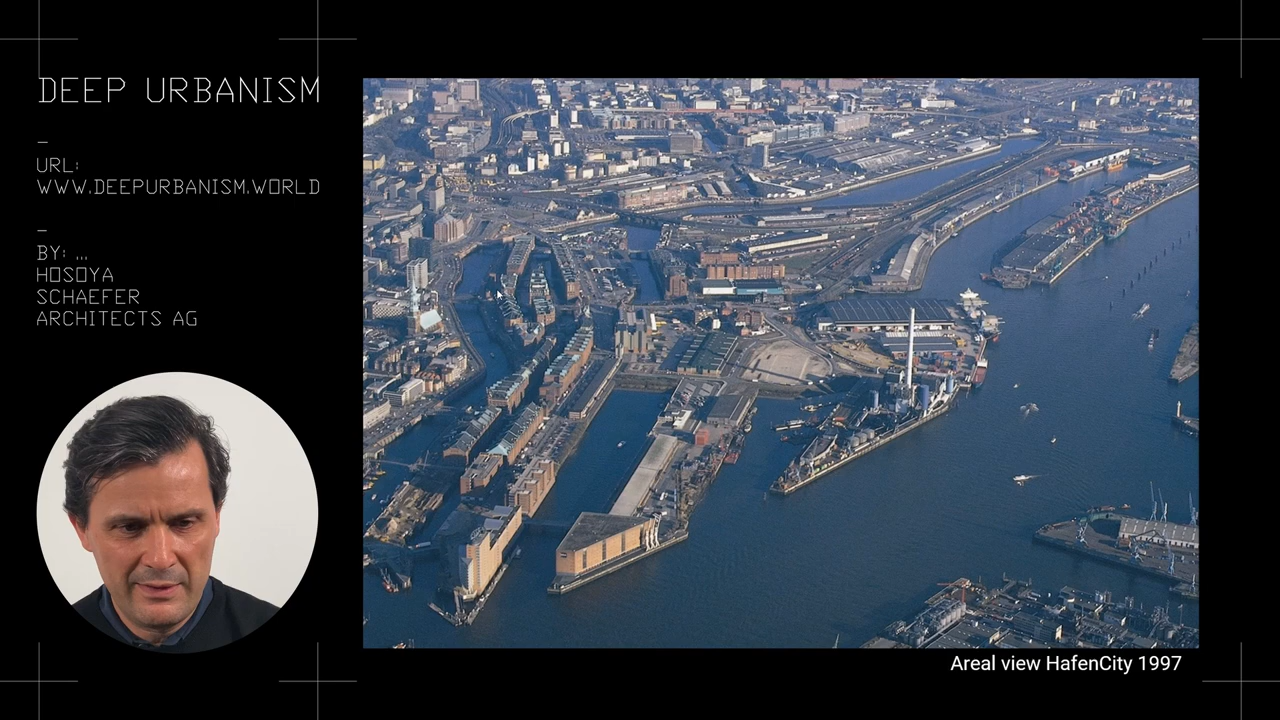 DEEP URBANISM
–
URL:
WWW.DEEPURBANISM.WORLD
–
BY: ...
HOSOYA
SCHAEFER
ARCHITECTS AG
Areal view HafenCity 1997